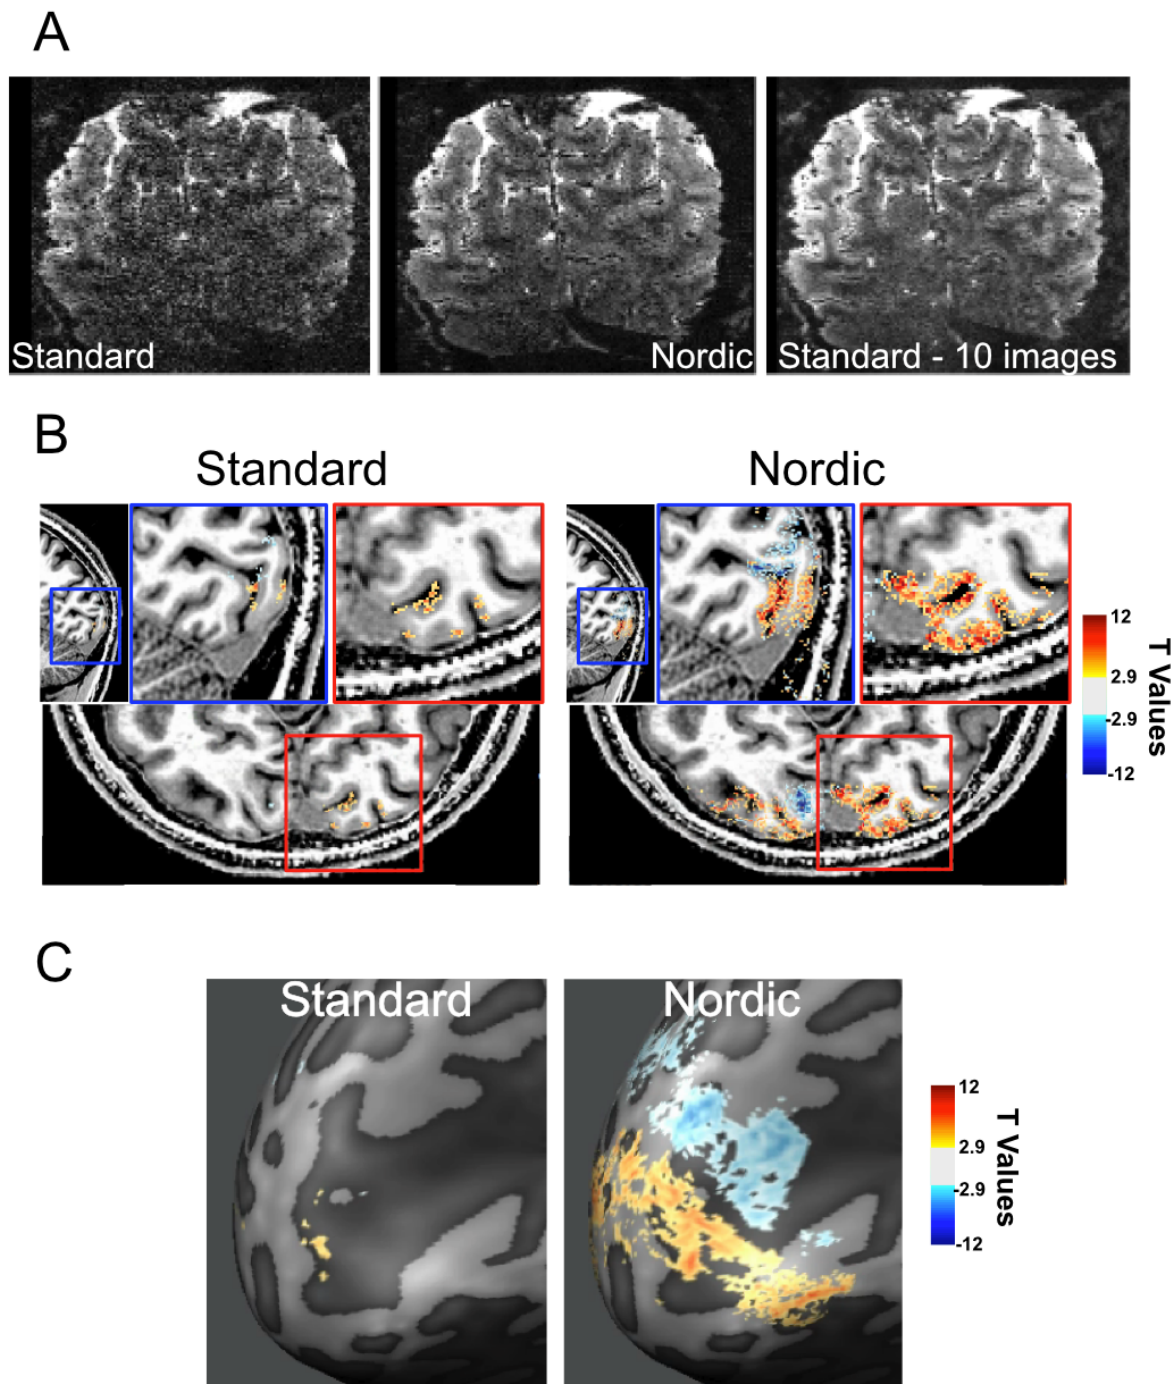 A
Standard
Nordic
Standard - 10 images
B
Standard
Nordic
12
2.9
-2.9
-12
T Values
C
Standard
Nordic
12
2.9
-2.9
-12
T Values